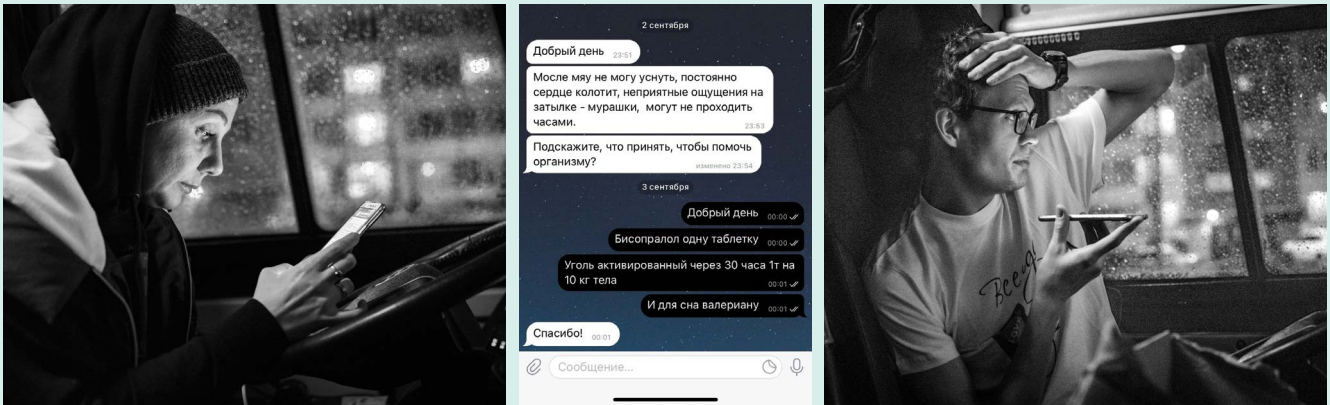 2 сентября
Добрый день 23:51
Мосле мяу не могу уснуть, постоянно
сердце колотит, неприятные ощущения на
затылке - мурашки, могут не проходить
часами. 23:53
Подскажите, что принять, чтобы помочь
организму? изменено 23:54
3 сентября
Добрый день 00:00
Бисопралол одну таблетку 00:00
Уголь активированный через 30 часа 1т на
10 кг тела 00:01
И для сна валериану 00:01
Спасибо! 00:01
Сообщение...